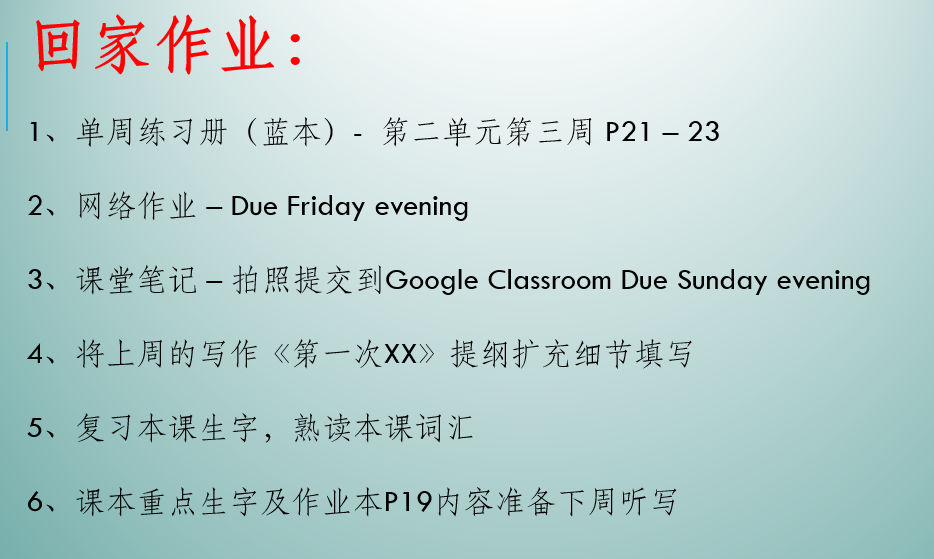 回家作业：
1、单周练习册（蓝本）- 第二单元第三周 P21 – 23
2、网络作业 – Due Friday evening
3、课堂笔记 – 拍照提交到Google Classroom Due Sunday evening
4、将上周的写作《第一次XX》提纲扩充细节填写
5、复习本课生字，熟读本课词汇
6、课本重点生字及作业本P19内容准备下周听写